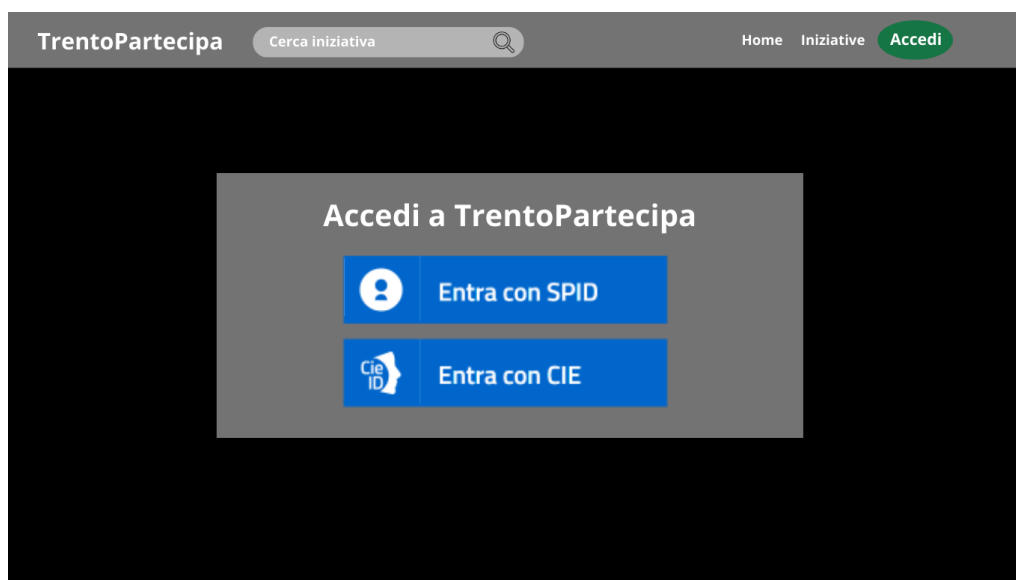 TrentoPartecipa
Cerca iniziativa
Home Iniziative Accedi
Accedi a TrentoPartecipa
Entra con SPID
Cie
ID
Entra con CIE